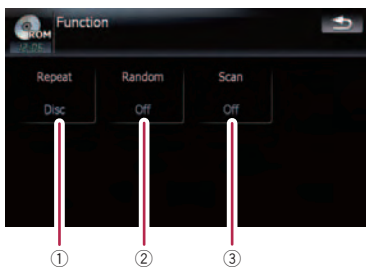 Function
ROM
Repeat Random Scan
Disc Off Off
① ② ③